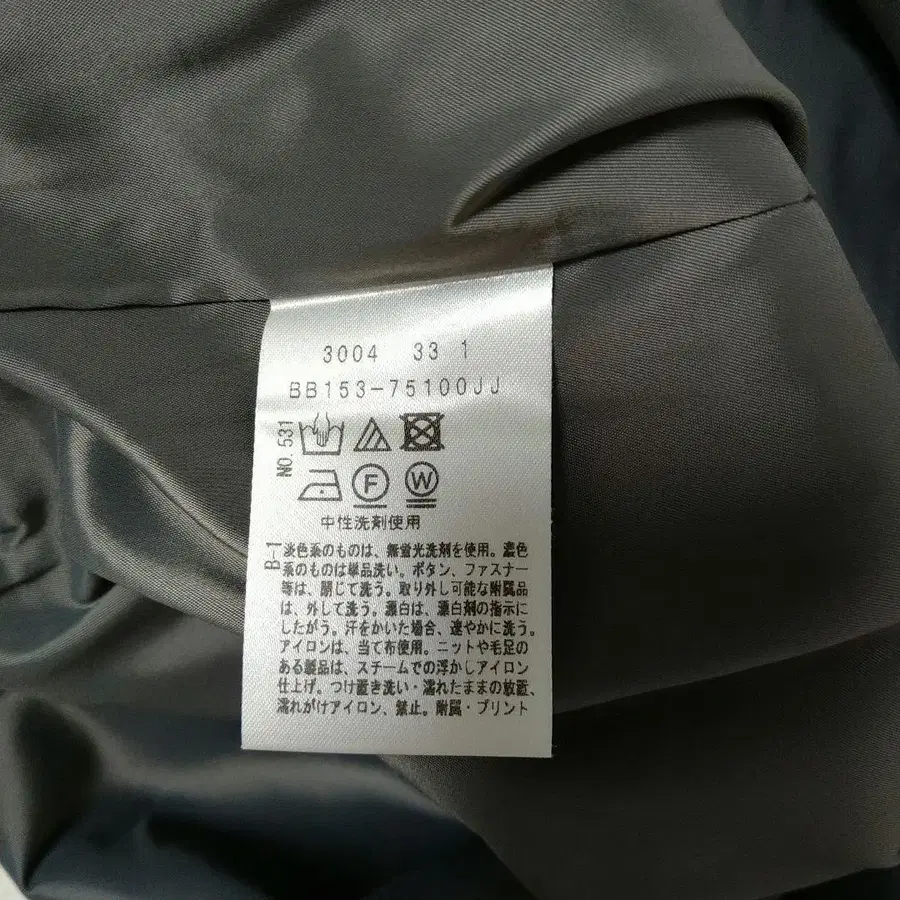 3004 33 1
BB153-75100JJ
NO. 531
F W
中性洗剤使用
B-1
淡色系のものは、無蛍光洗剤を使用。濃色
系のものは単品洗い。ボタン、ファスナー
等は、閉じて洗う。取り外し可能な附属品
は、外して洗う。漂白は、漂白剤の指示に
したがう。汗をかいた場合、速やかに洗う。
アイロンは、当て布使用。ニットや毛足の
ある製品は、スチームでの浮かしアイロン
仕上げ。つけ置き洗い・濡れたままの放置、
濡れがけアイロン、禁止。附属・プリント